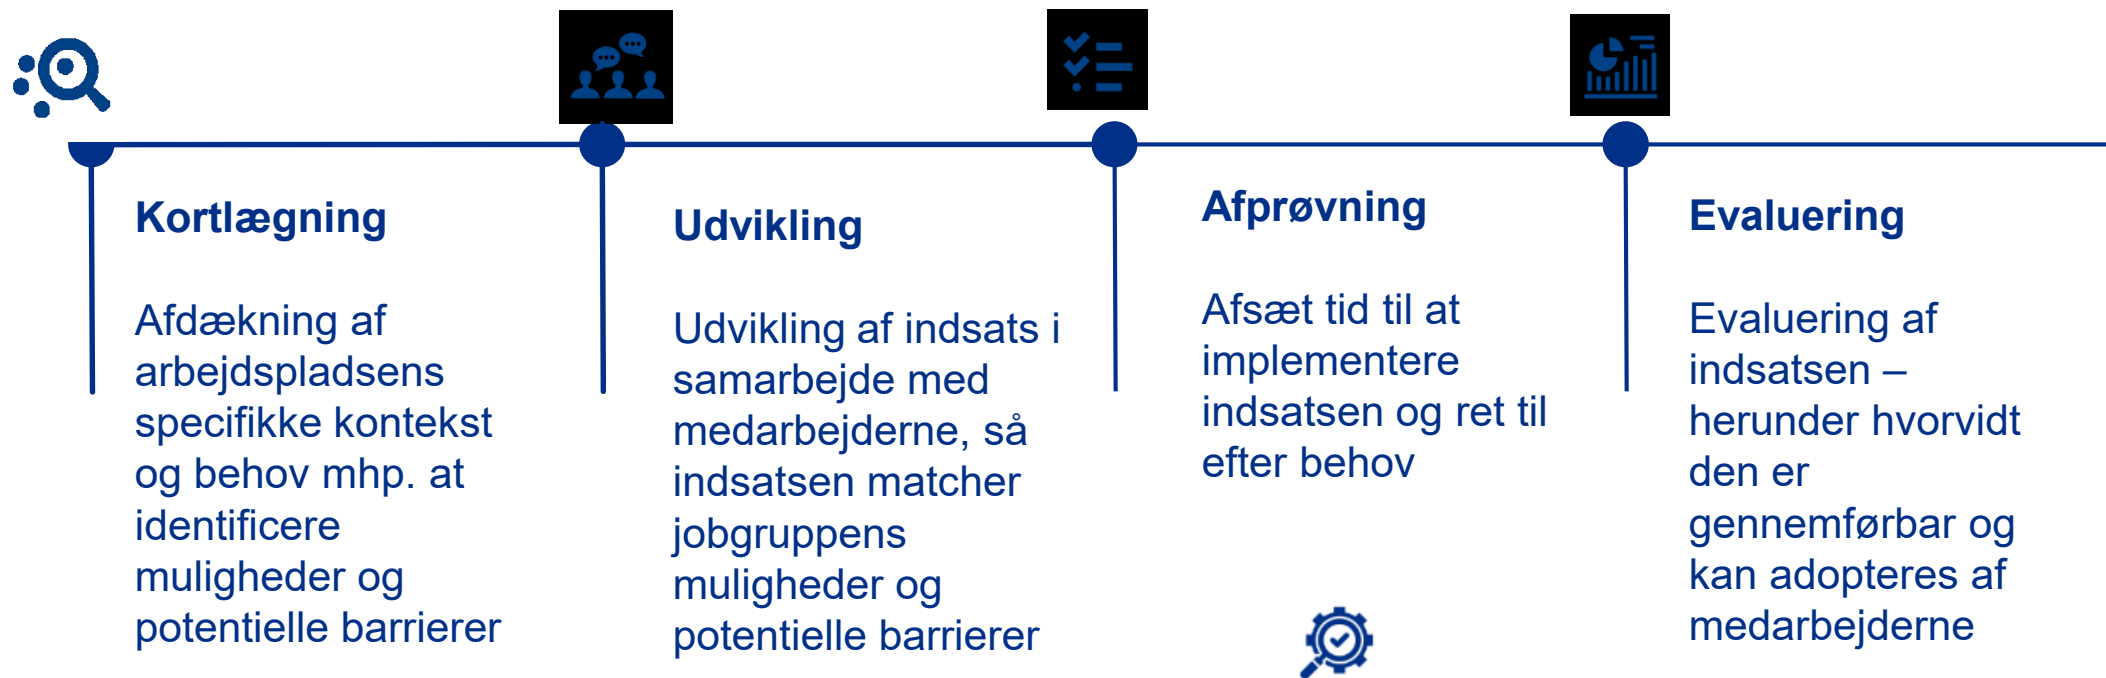 Kortlægning
Afdækning af
arbejdspladsens
specifikke kontekst
og behov mhp. at
identificere
muligheder og
potentielle barrierer
Udvikling
Udvikling af indsats i
samarbejde med
medarbejderne, så
indsatsen matcher
jobgruppens
muligheder og
potentielle barrierer
Afprøvning
Afsæt tid til at
implementere
indsatsen og ret til
efter behov
Evaluering
Evaluering af
indsatsen –
herunder hvorvidt
den er
gennemførbar og
kan adopteres af
medarbejderne